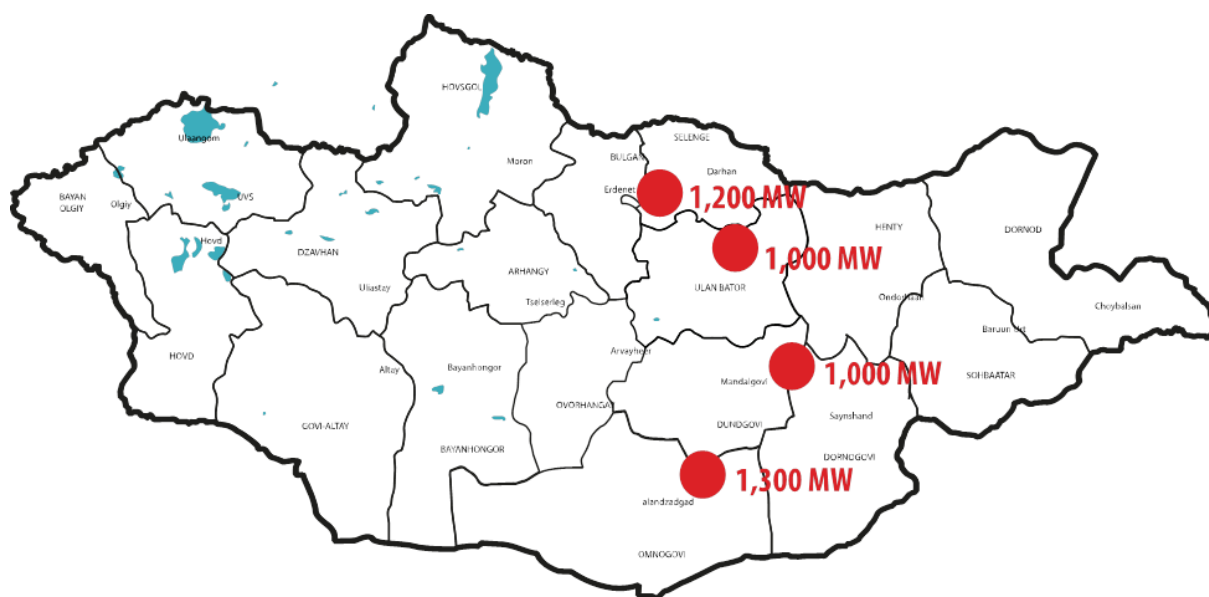 HOVSGOL
Ulaangom
SELENGE
BULGAN
Moron
Darhan
BAYAN
OLGIY
Olgiy
UVS
Erdenet
1,200 MW
HENTY
DORNOD
Hovd
DZAVHAN
1,000 MW
ARHANGY
Uliastay
ULAN BATOR
Tselserleg
Ondorhaan
Choybalsan
Baruun Urt
Arvayheer
HOVD
Altay
Bayanhongor
Mandalgovi
1,000 MW
SOHBAATAR
OVORHANGAY
Saynshand
GOVI-ALTAY
DUNDGOVI
BAYANHONGOR
DORNOGOVI
1,300 MW
alandzadgad
OMNOGOVI